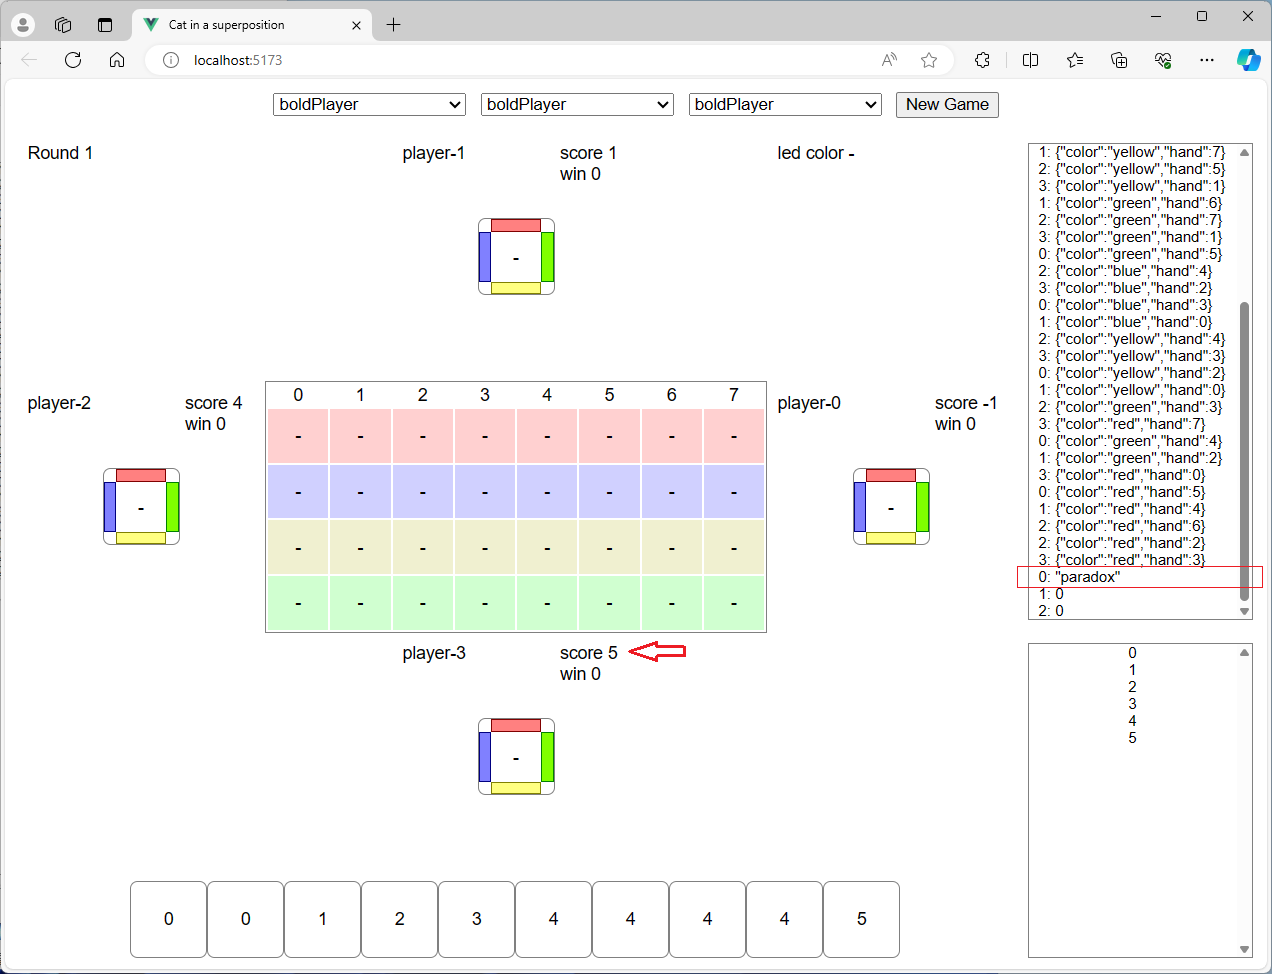 Cat in a superposition
localhost:5173
boldPlayer boldPlayer boldPlayer New Game
Round 1
player-1
score 1
win 0
led color -
-
player-2
score 4
win 0
-
0 1 2 3 4 5 6 7
- - - - - - - -
- - - - - - - -
- - - - - - - -
- - - - - - - -
player-0
score -1
win 0
-
player-3
score 5
win 0
-
0 0 1 2 3 4 4 4 4 5
1: {"color":"yellow","hand":7}
2: {"color":"yellow","hand":5}
3: {"color":"yellow","hand":1}
1: {"color":"green","hand":6}
2: {"color":"green","hand":7}
3: {"color":"green","hand":1}
0: {"color":"green","hand":5}
2: {"color":"blue","hand":4}
3: {"color":"blue","hand":2}
0: {"color":"blue","hand":3}
1: {"color":"blue","hand":0}
2: {"color":"yellow","hand":4}
3: {"color":"yellow","hand":3}
0: {"color":"yellow","hand":2}
1: {"color":"yellow","hand":0}
2: {"color":"green","hand":3}
3: {"color":"red","hand":7}
0: {"color":"green","hand":4}
1: {"color":"green","hand":2}
3: {"color":"red","hand":0}
0: {"color":"red","hand":5}
1: {"color":"red","hand":4}
2: {"color":"red","hand":6}
2: {"color":"red","hand":2}
3: {"color":"red","hand":3}
0: "paradox"
1: 0
2: 0
0
1
2
3
4
5